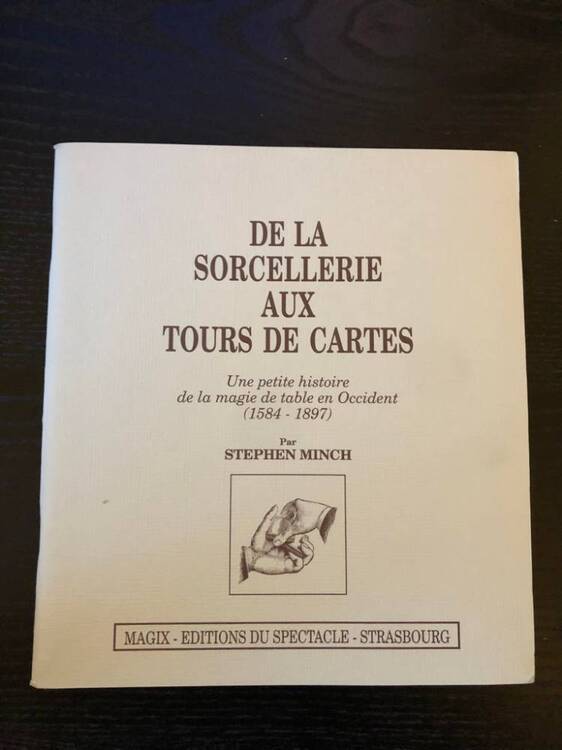 DE LA
SORCELLERIE
AUX
TOURS DE CARTES
Une petite histoire
de la magie de table en Occident
(1584 - 1897)
Par
STEPHEN MINCH
MAGIX - EDITIONS DU SPECTACLE - STRASBOURG